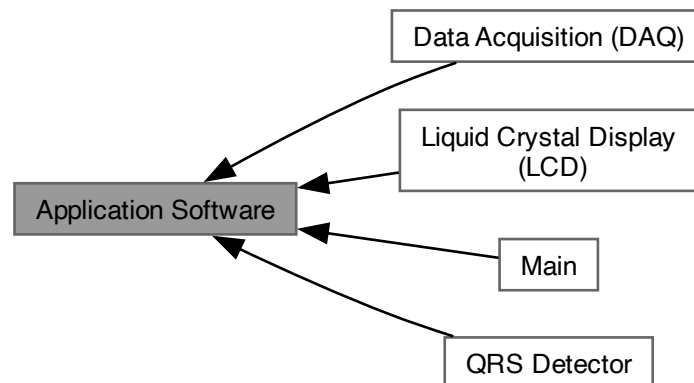 Data Acquisition (DAQ)
Liquid Crystal Display
(LCD)
Application Software
Main
QRS Detector